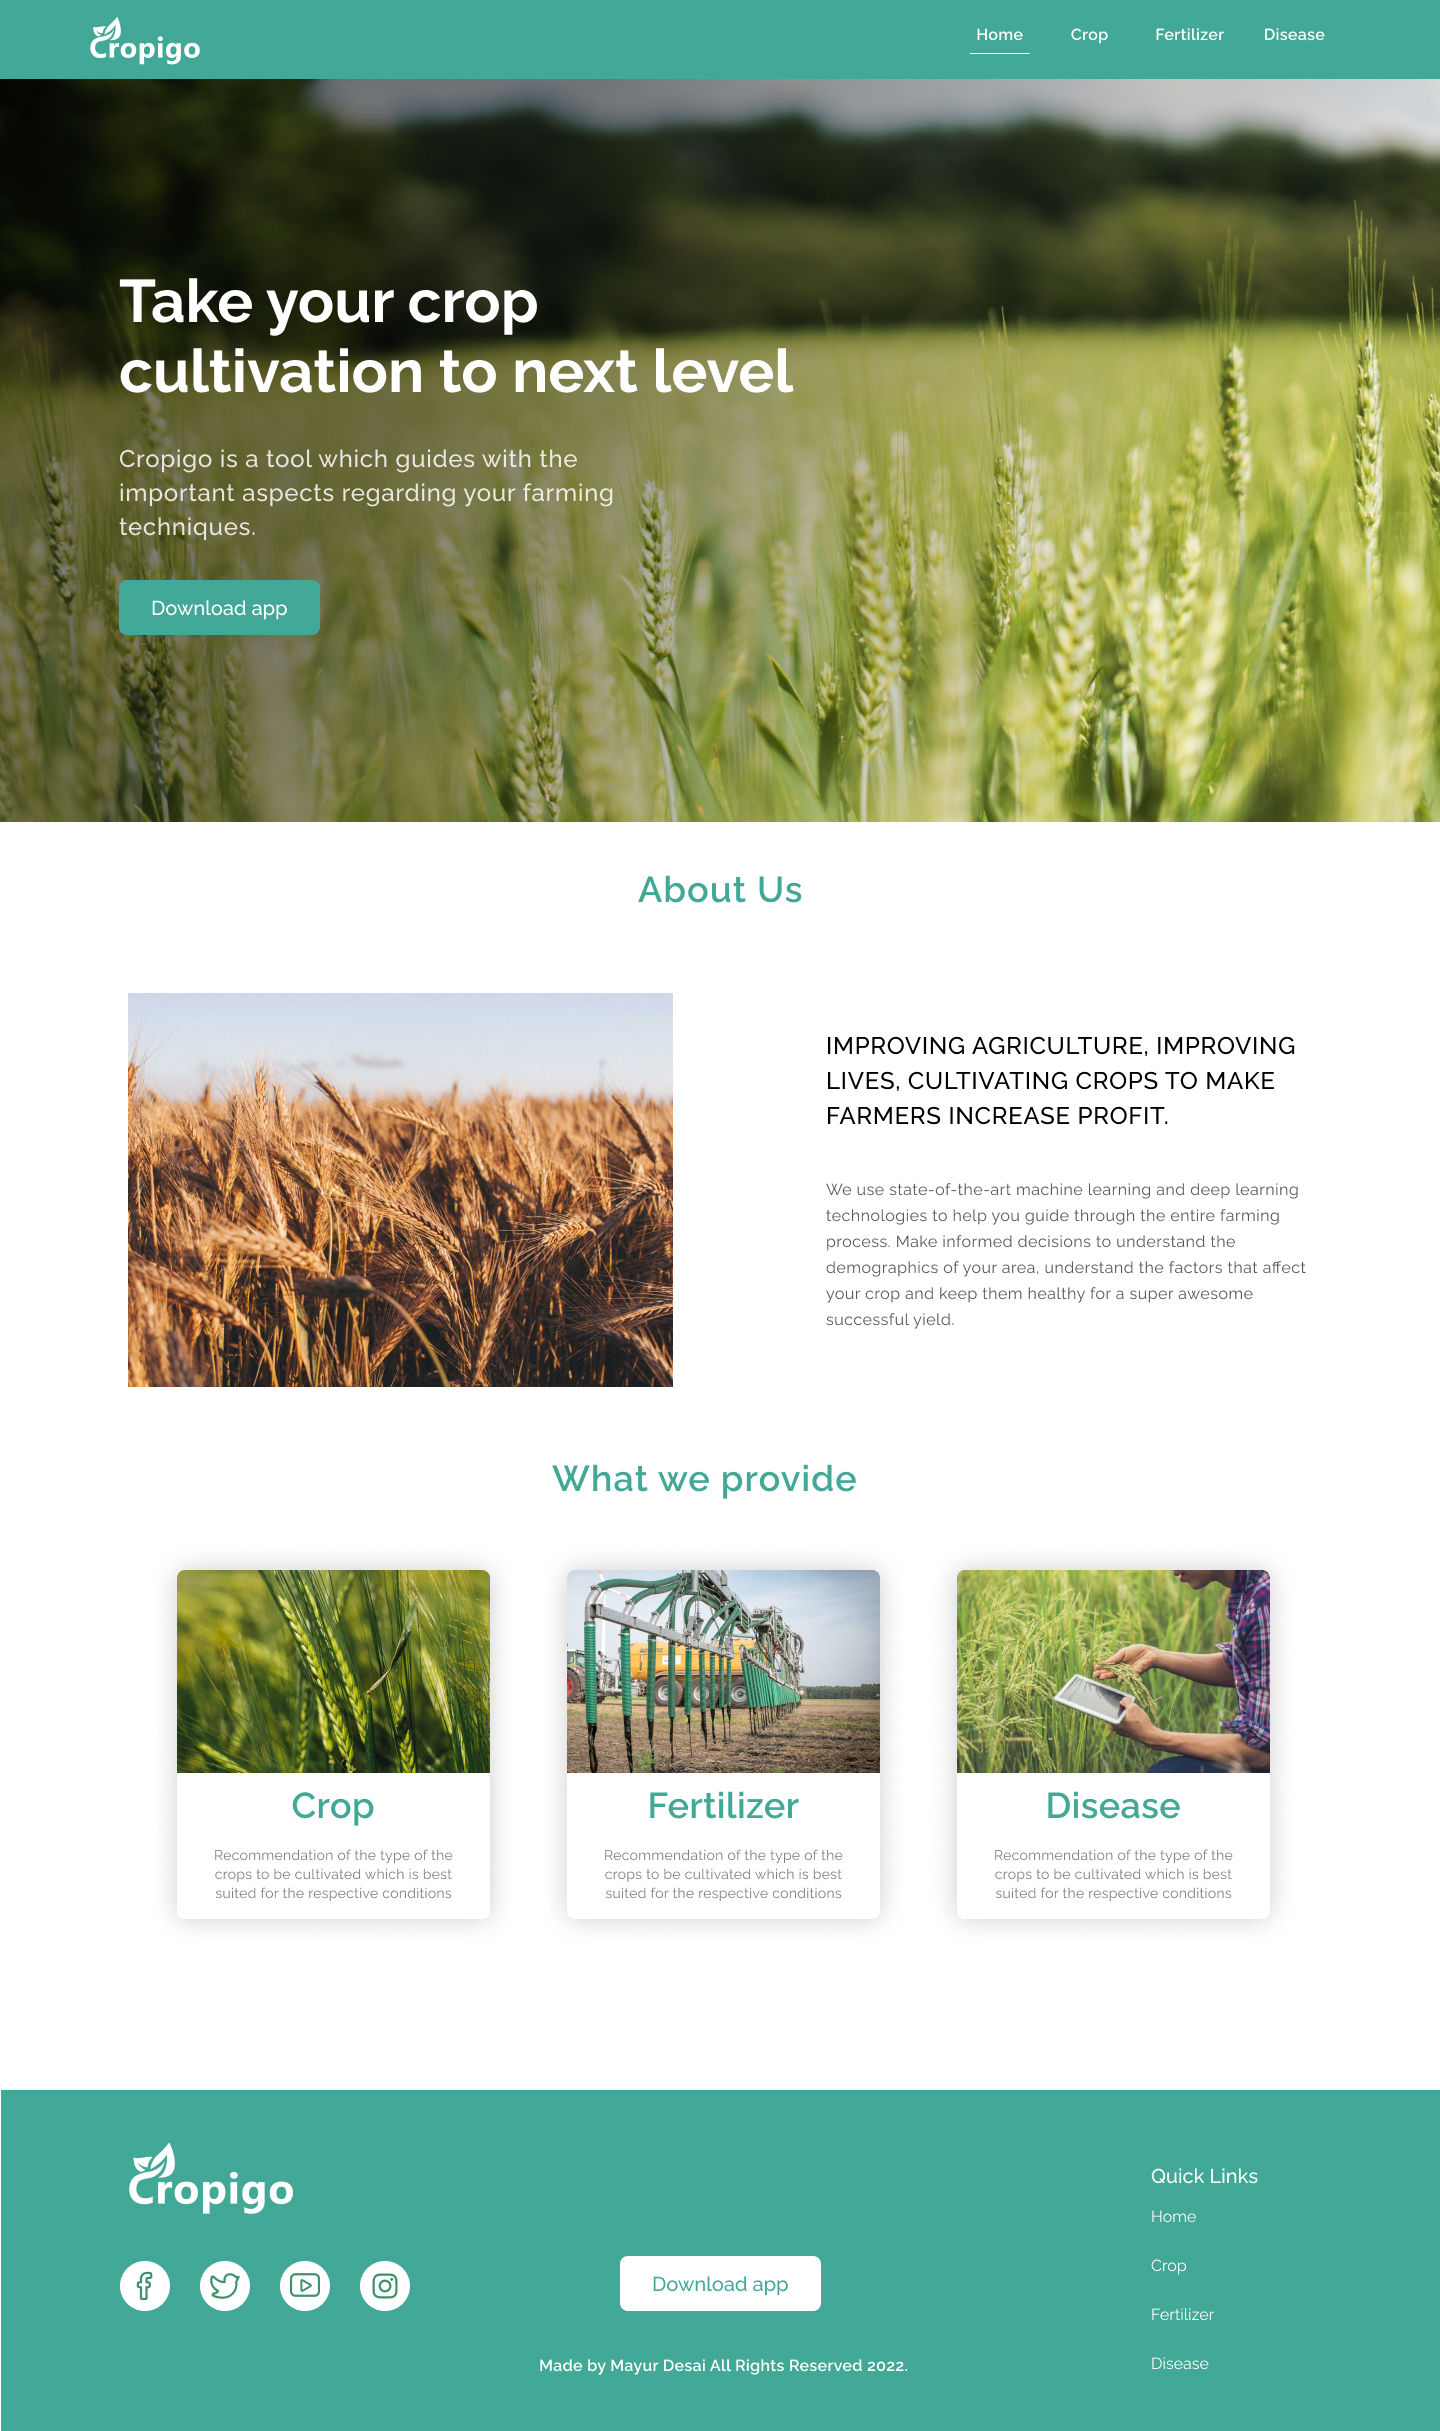 Cropigo
Home Crop Fertilizer Disease
Take your crop
cultivation to next level
Cropigo is a tool which guides with the
important aspects regarding your farming
techniques.
Download app
About Us
IMPROVING AGRICULTURE, IMPROVING
LIVES, CULTIVATING CROPS TO MAKE
FARMERS INCREASE PROFIT.
We use state-of-the-art machine learning and deep learning
technologies to help you guide through the entire farming
process. Make informed decisions to understand the
demographics of your area, understand the factors that affect
your crop and keep them healthy for a super awesome
successful yield.
What we provide
Crop
Recommendation of the type of the
crops to be cultivated which is best
suited for the respective conditions
Fertilizer
Recommendation of the type of the
crops to be cultivated which is best
suited for the respective conditions
Disease
Recommendation of the type of the
crops to be cultivated which is best
suited for the respective conditions
Cropigo
Download app
Made by Mayur Desai All Rights Reserved 2022.
Quick Links
Home
Crop
Fertilizer
Disease